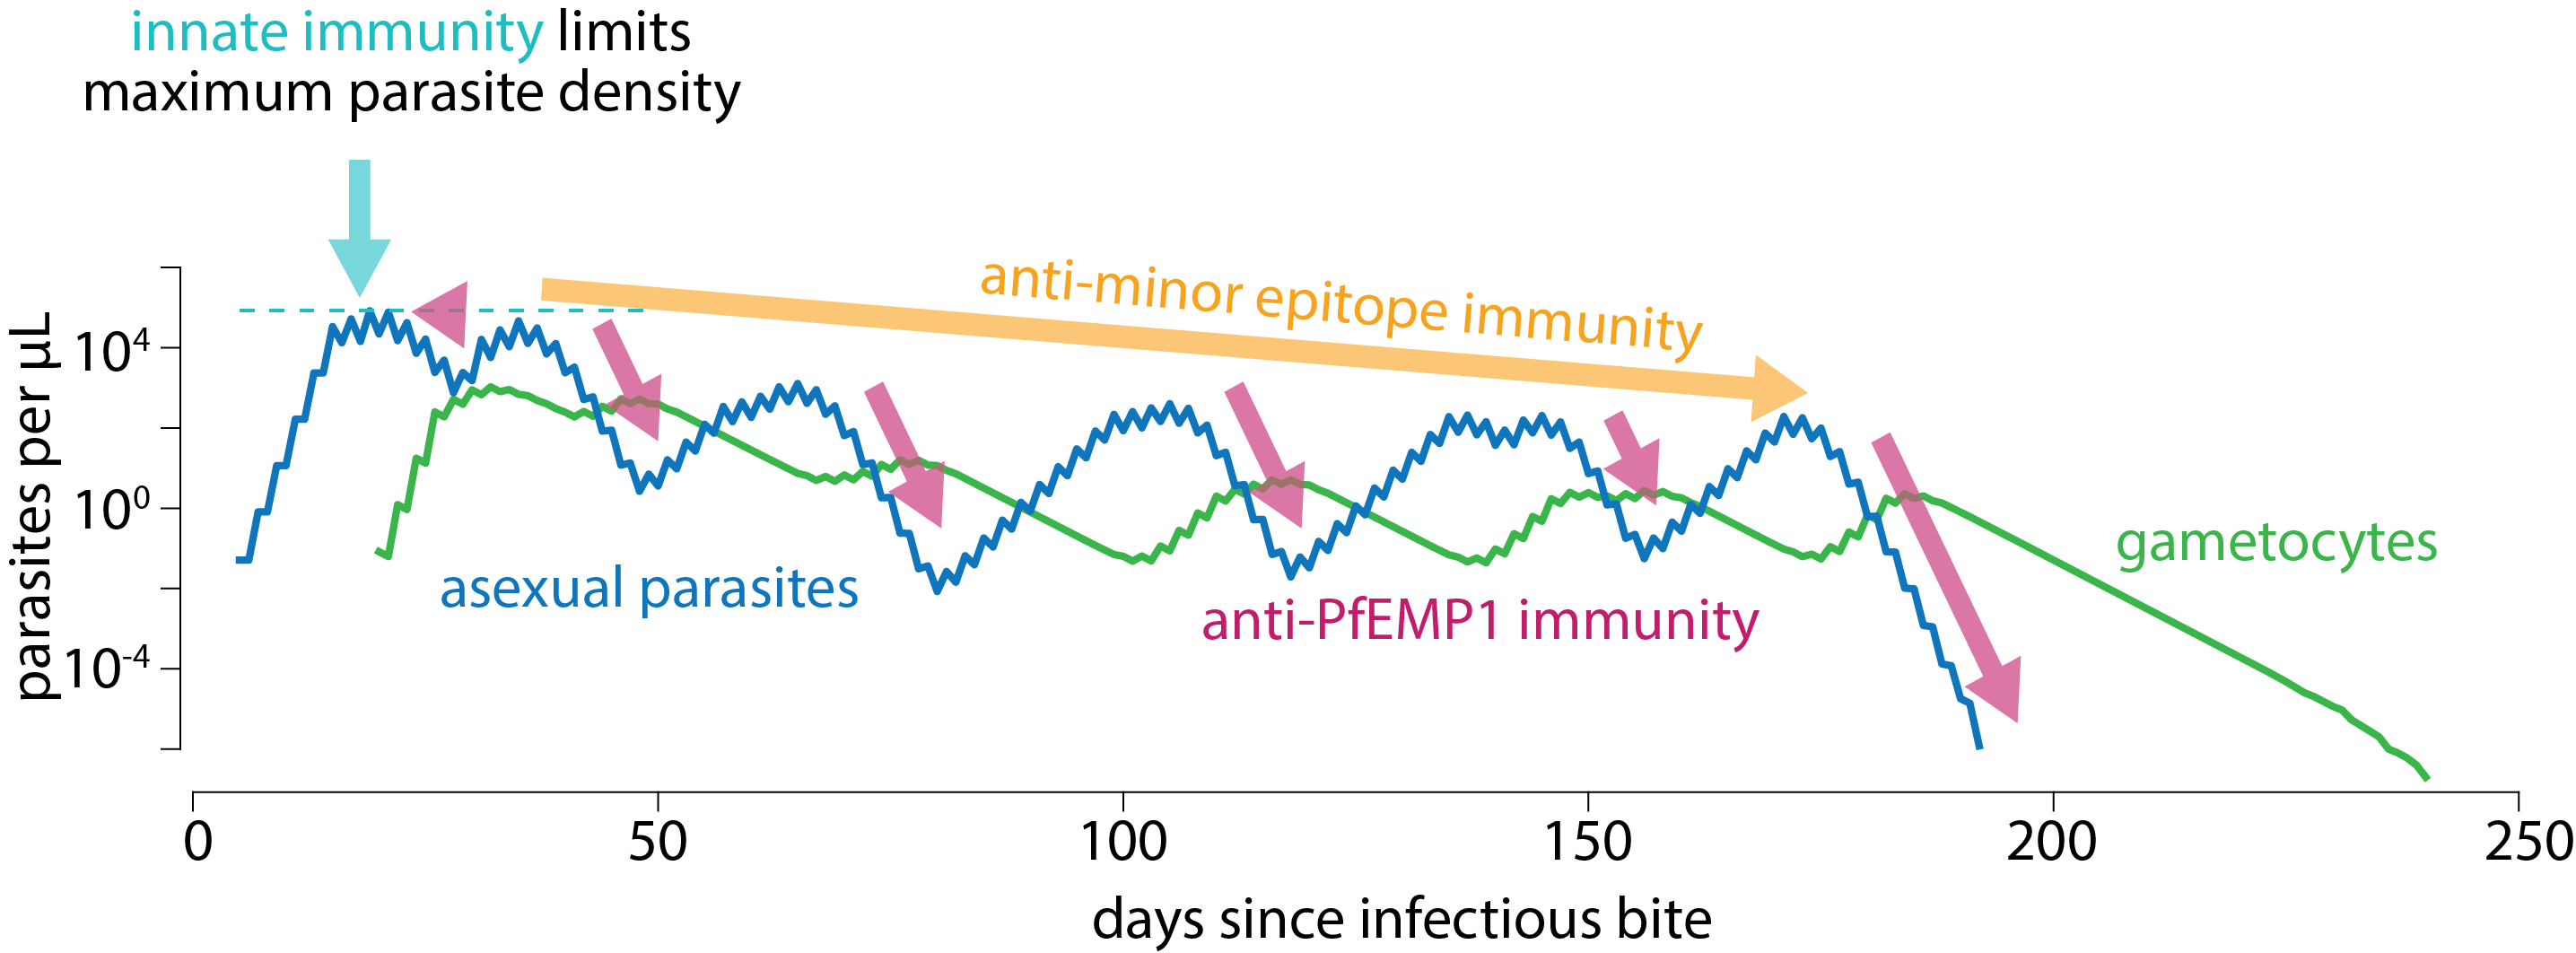 innate immunity limits
maximum parasite density
anti-minor epitope immunity
parasites per µL
10⁴
10⁰
10⁻⁴
asexual parasites
anti-PfEMP1 immunity
gametocytes
0 50 100 150 200 250
days since infectious bite